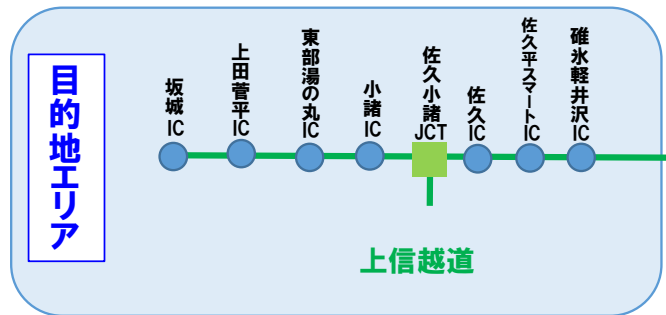 目的地エリア
坂城IC
上田菅平IC
東部湯の丸IC
小諸IC
佐久小諸JCT
佐久IC
佐久平スマートIC
碓氷軽井沢IC
上信越道